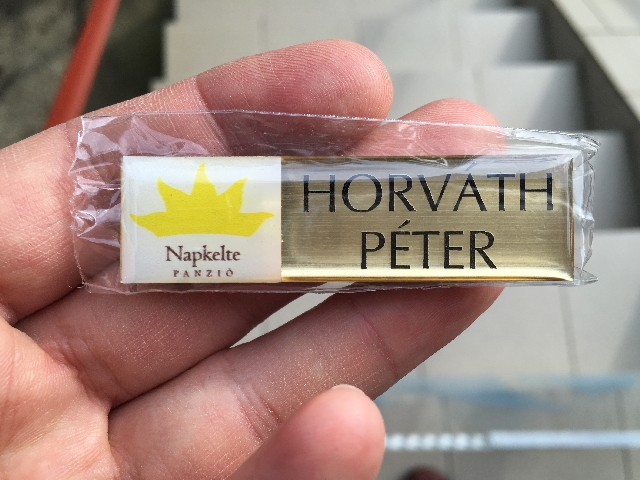 Napkelte
PANZIÓ
HORVATH
PÉTER